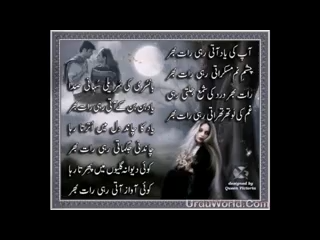 آپ کی یاد آتی رہی رات بھر
چشمِ نم مسکراتی رہی رات بھر
رات بھر درد کی شمع جلتی رہی
غم کی لو تھرتھراتی رہی رات بھر
بانسری کی سریلی سہانی صدا
یاد بن بن کے آتی رہی رات بھر
یاد کا چاند دل میں اترتا رہا
چاندنی جگمگاتی رہی رات بھر
کوئی دیوانہ گلیوں میں پھرتا رہا
کوئی آواز آتی رہی رات بھر
designed by
Queen Victoria
UrduWorld.Com